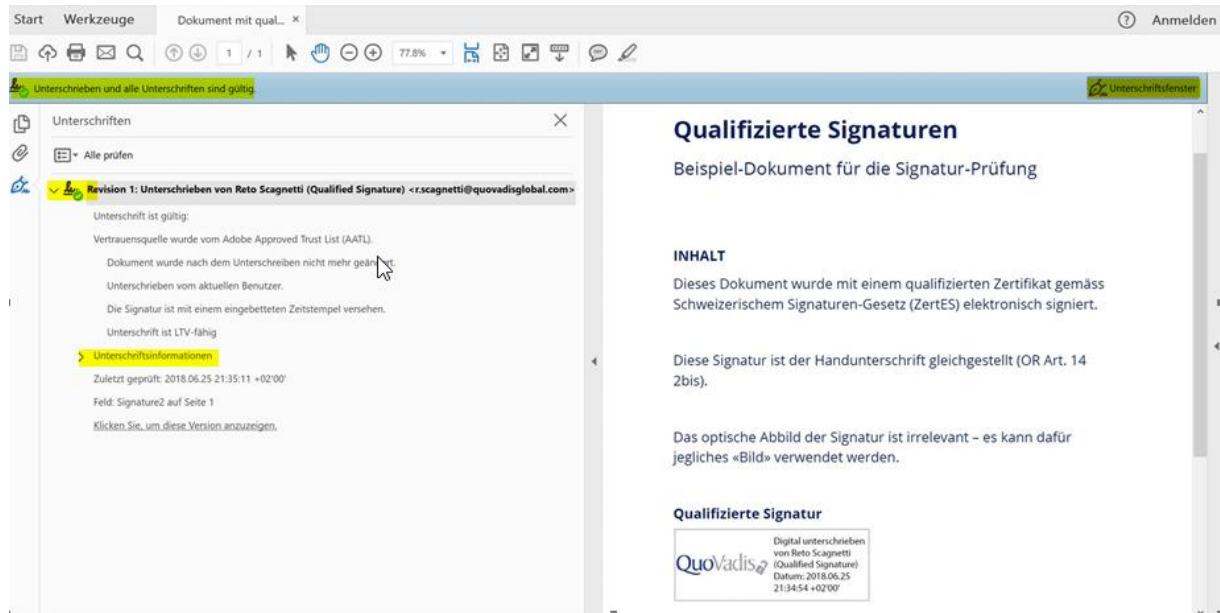 Start Werkzeuge Dokument mit qual... × Anmelden
1 / 1 77.8%
Unterschrieben und alle Unterschriften sind gültig. Unterschriftsfenster
Unterschriften
Alle prüfen
Revision 1: Unterschrieben von Reto Scagnetti (Qualified Signature) <r.scagnetti@quovadisglobal.com>
Unterschrift ist gültig:
Vertrauensquelle wurde vom Adobe Approved Trust List (AATL).
Dokument wurde nach dem Unterschreiben nicht mehr geändert.
Unterschrieben vom aktuellen Benutzer.
Die Signatur ist mit einem eingebetteten Zeitstempel versehen.
Unterschrift ist LTV-fähig
Unterschriftsinformationen
Zuletzt geprüft: 2018.06.25 21:35:11 +02'00'
Feld: Signature2 auf Seite 1
Klicken Sie, um diese Version anzuzeigen.
Qualifizierte Signaturen
Beispiel-Dokument für die Signatur-Prüfung
INHALT
Dieses Dokument wurde mit einem qualifizierten Zertifikat gemäss
Schweizerischem Signaturen-Gesetz (ZertES) elektronisch signiert.
Diese Signatur ist der Handunterschrift gleichgestellt (OR Art. 14
2bis).
Das optische Abbild der Signatur ist irrelevant – es kann dafür
jegliches «Bild» verwendet werden.
Qualifizierte Signatur
QuoVadis
Digital unterschrieben
von Reto Scagnetti
(Qualified Signature)
Datum: 2018.06.25
21:34:54 +02'00'